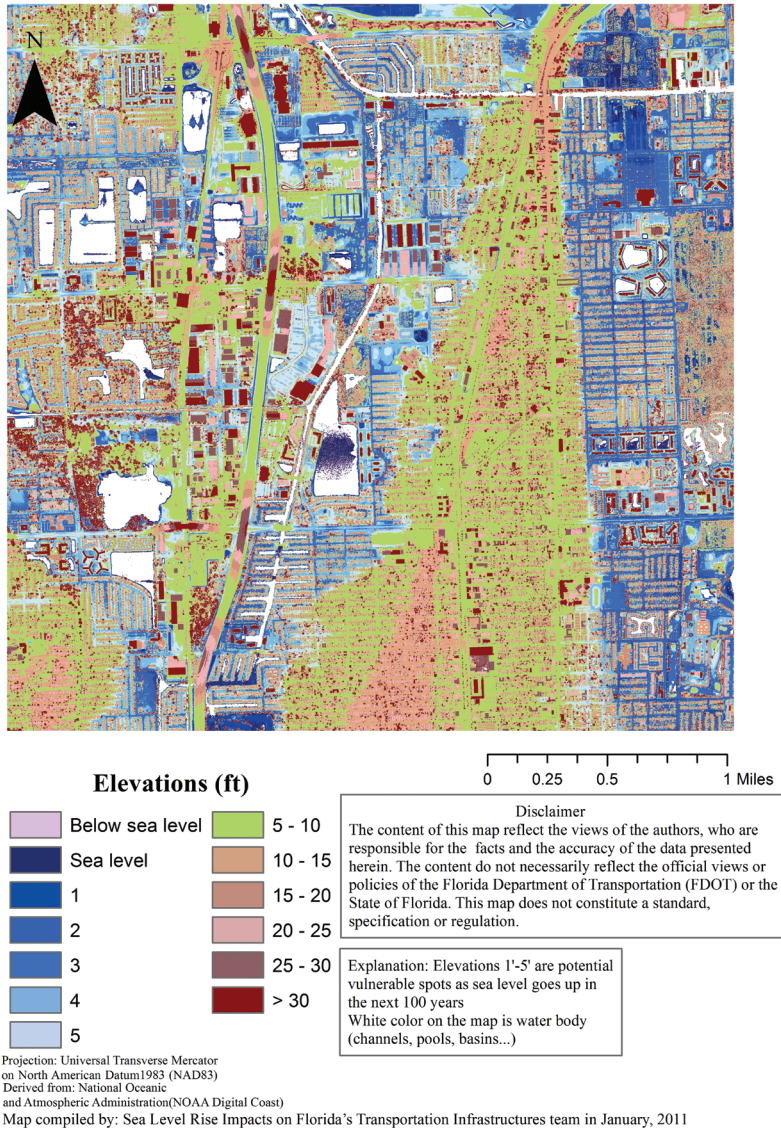 N
Elevations (ft)
Below sea level
Sea level
1
2
3
4
5
5 - 10
10 - 15
15 - 20
20 - 25
25 - 30
> 30
0 0.25 0.5 1 Miles
Disclaimer
The content of this map reflect the views of the authors, who are
responsible for the facts and the accuracy of the data presented
herein. The content do not necessarily reflect the official views or
policies of the Florida Department of Transportation (FDOT) or the
State of Florida. This map does not constitute a standard,
specification or regulation.
Explanation: Elevations 1'-5' are potential
vulnerable spots as sea level goes up in
the next 100 years
White color on the map is water body
(channels, pools, basins...)
Projection: Universal Transverse Mercator
on North American Datum1983 (NAD83)
Derived from: National Oceanic
and Atmospheric Administration(NOAA Digital Coast)
Map compiled by: Sea Level Rise Impacts on Florida's Transportation Infrastructures team in January, 2011